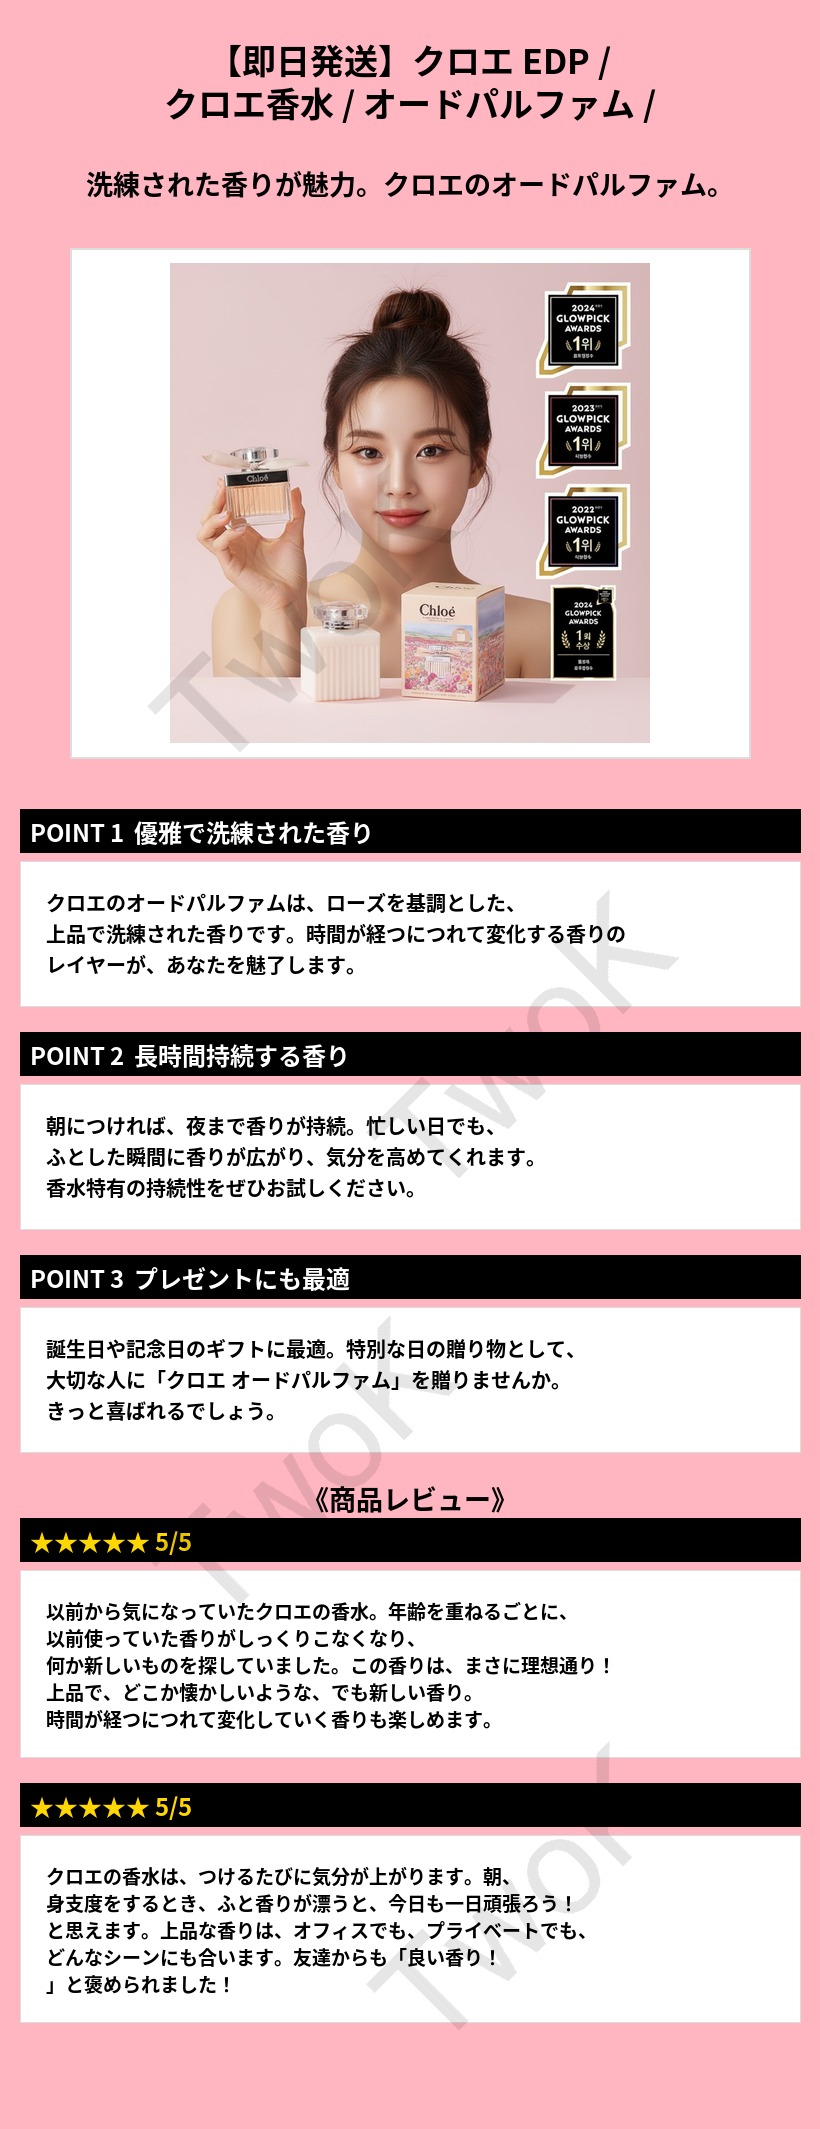 【即日発送】クロエ EDP /
クロエ香水 / オードパルファム /
洗練された香りが魅力。クロエのオードパルファム。
2024
GLOWPICK
AWARDS
1위
2023
GLOWPICK
AWARDS
1위
바디향수
2022
GLOWPICK
AWARDS
1위
바디향수
2024
GLOWPICK
AWARDS
1위
수상
Chloé
Chloé
TwoK
POINT 1 優雅で洗練された香り
クロエのオードパルファムは、ローズを基調とした、
上品で洗練された香りです。時間が経つにつれて変化する香りの
レイヤーが、あなたを魅了します。
TwoK
POINT 2 長時間持続する香り
朝につければ、夜まで香りが持続。忙しい日でも、
ふとした瞬間に香りが広がり、気分を高めてくれます。
香水特有の持続性をぜひお試しください。
POINT 3 プレゼントにも最適
誕生日や記念日のギフトに最適。特別な日の贈り物として、
大切な人に「クロエ オードパルファム」を贈りませんか。
きっと喜ばれるでしょう。
TwoK
《商品レビュー》
★★★★★ 5/5
以前から気になっていたクロエの香水。年齢を重ねるごとに、
以前使っていた香りがしっくりこなくなり、
何か新しいものを探していました。この香りは、まさに理想通り！
上品で、どこか懐かしいような、でも新しい香り。
時間が経つにつれて変化していく香りも楽しめます。
★★★★★ 5/5
クロエの香水は、つけるたびに気分が上がります。朝、
身支度をするとき、ふと香りが漂うと、今日も一日頑張ろう！
と思えます。上品な香りは、オフィスでも、プライベートでも、
どんなシーンにも合います。友達からも「良い香り！
」と褒められました！
TwoK